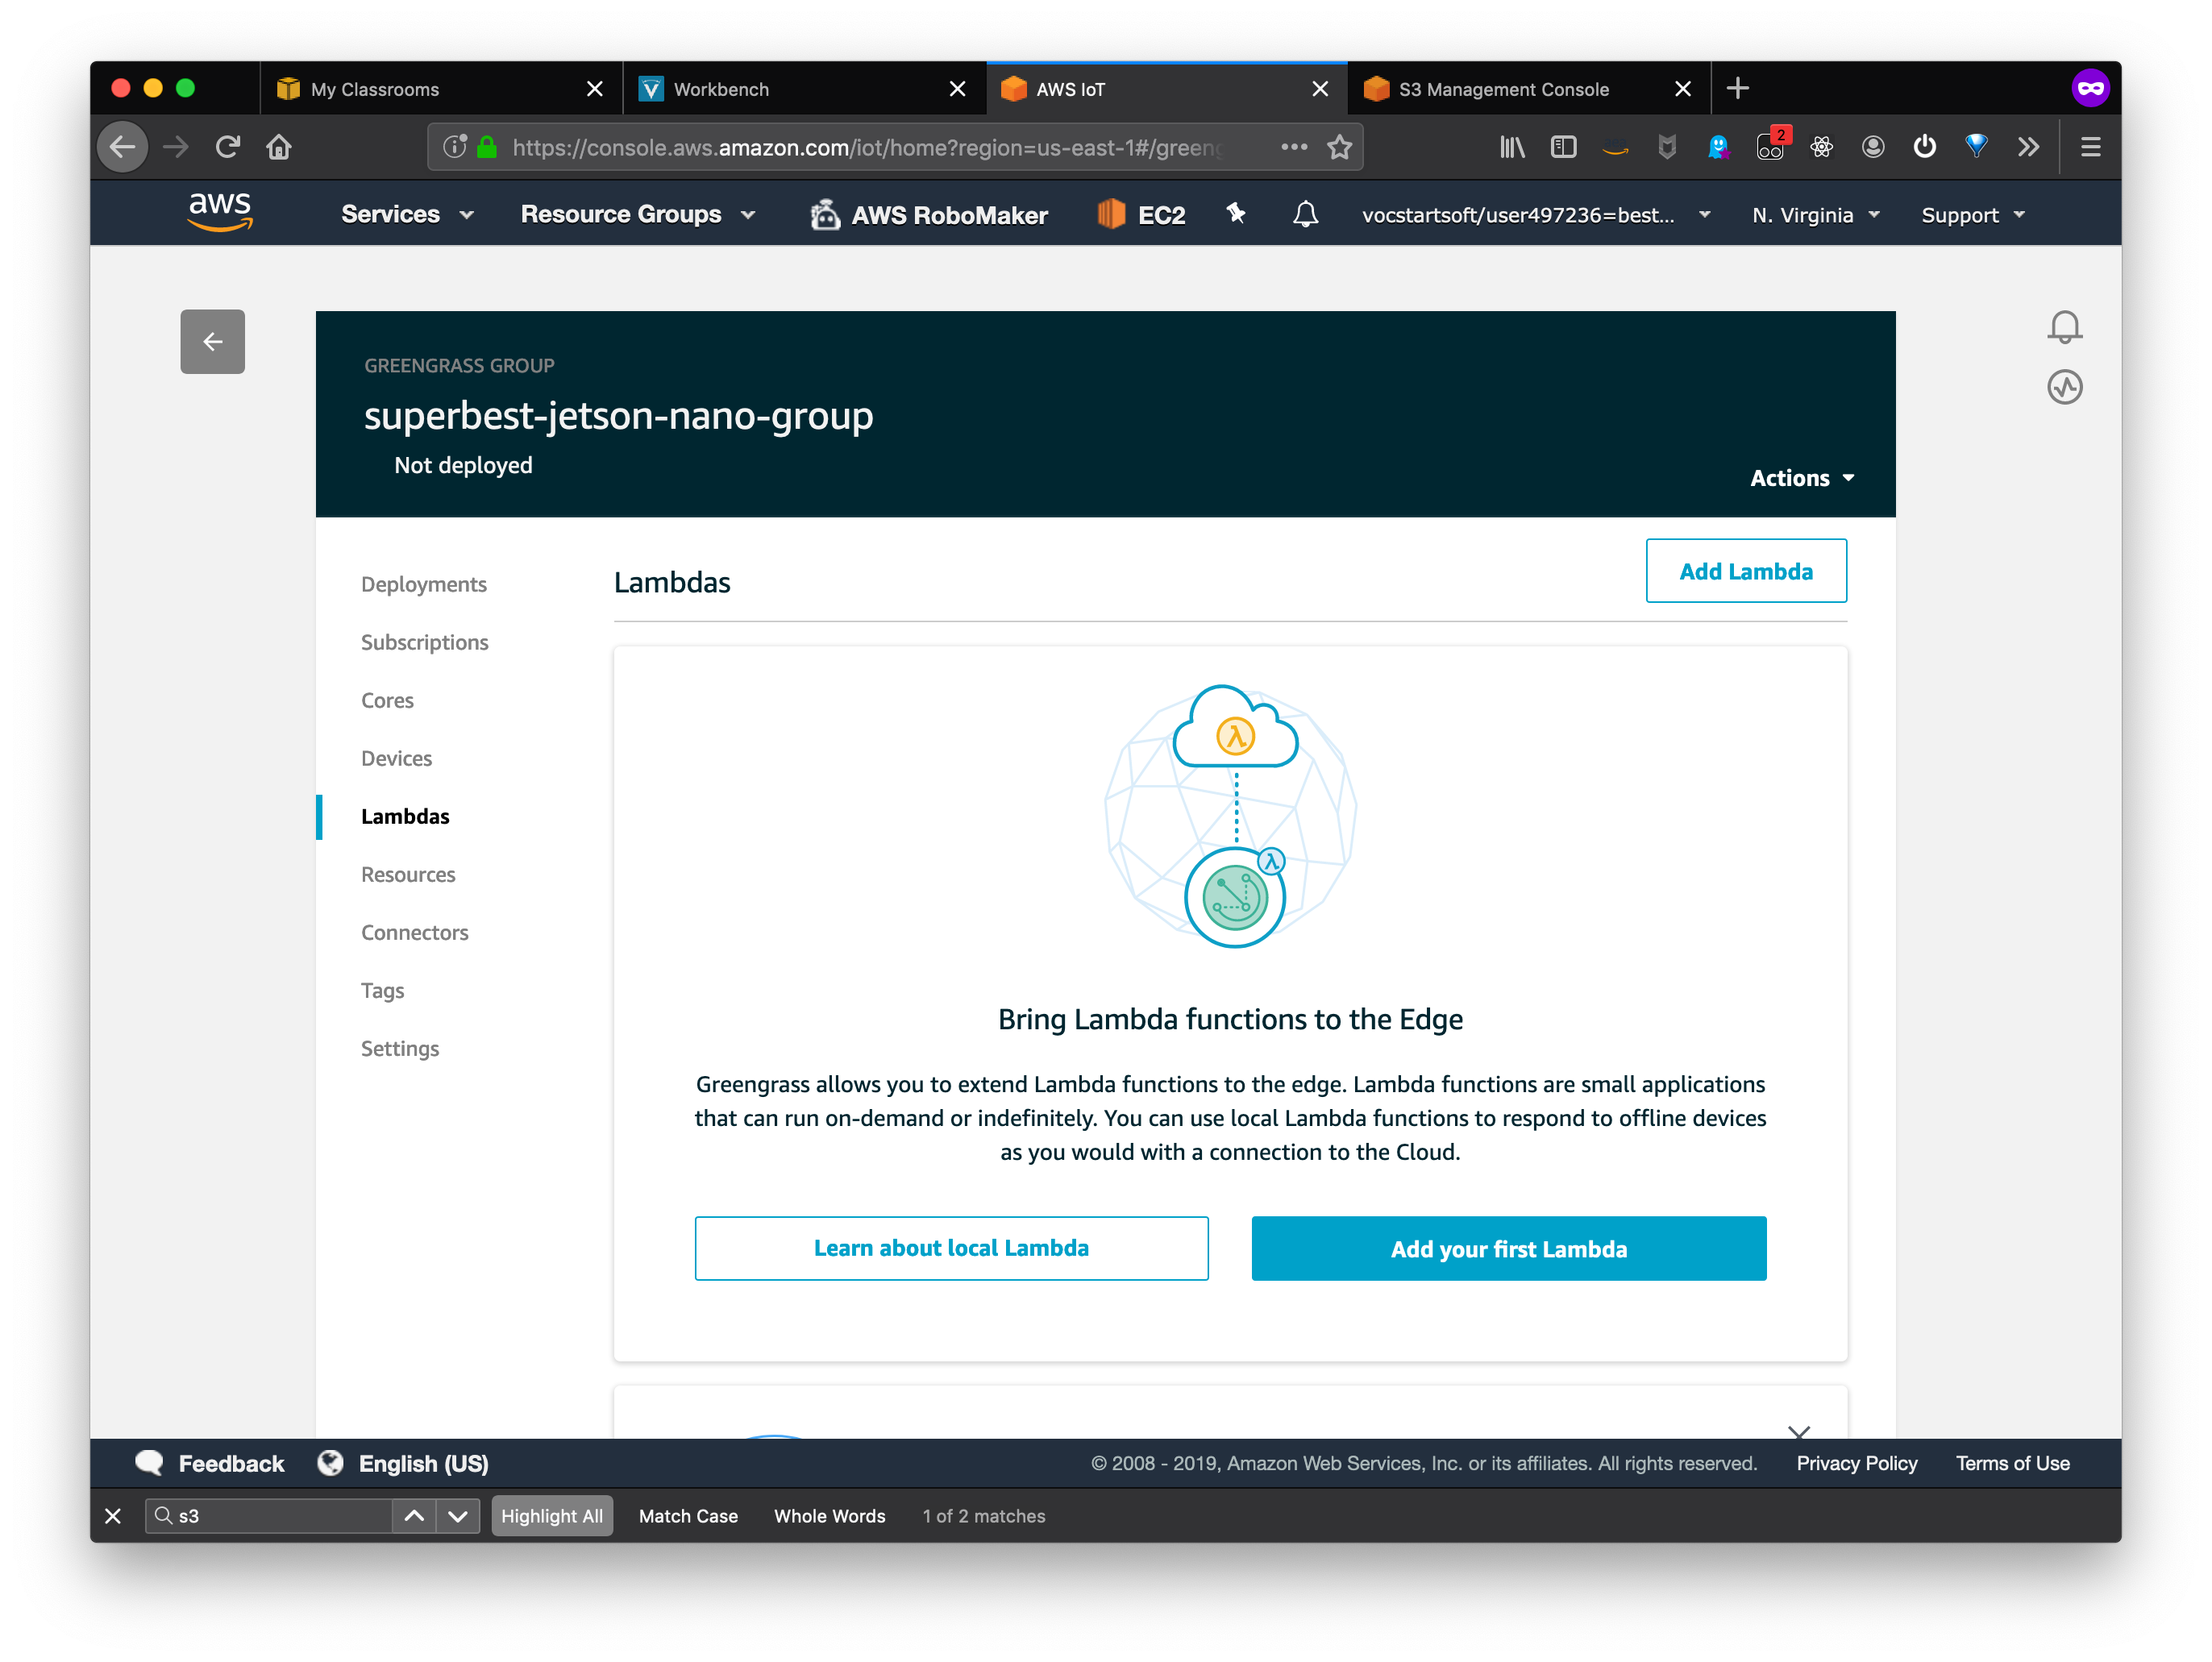 My Classrooms
Workbench
AWS IoT
S3 Management Console
https://console.aws.amazon.com/iot/home?region=us-east-1#/green
2
aws
Services
Resource Groups
AWS RoboMaker
EC2
vocstartsoft/user497236=best...
N. Virginia
Support
GREENGRASS GROUP
superbest-jetson-nano-group
Not deployed
Actions
Deployments
Subscriptions
Cores
Devices
Lambdas
Resources
Connectors
Tags
Settings
Lambdas
Add Lambda
λ
λ
Bring Lambda functions to the Edge
Greengrass allows you to extend Lambda functions to the edge. Lambda functions are small applications
that can run on-demand or indefinitely. You can use local Lambda functions to respond to offline devices
as you would with a connection to the Cloud.
Learn about local Lambda
Add your first Lambda
Feedback
English (US)
© 2008 - 2019, Amazon Web Services, Inc. or its affiliates. All rights reserved.
Privacy Policy
Terms of Use
s3
Highlight All
Match Case
Whole Words
1 of 2 matches